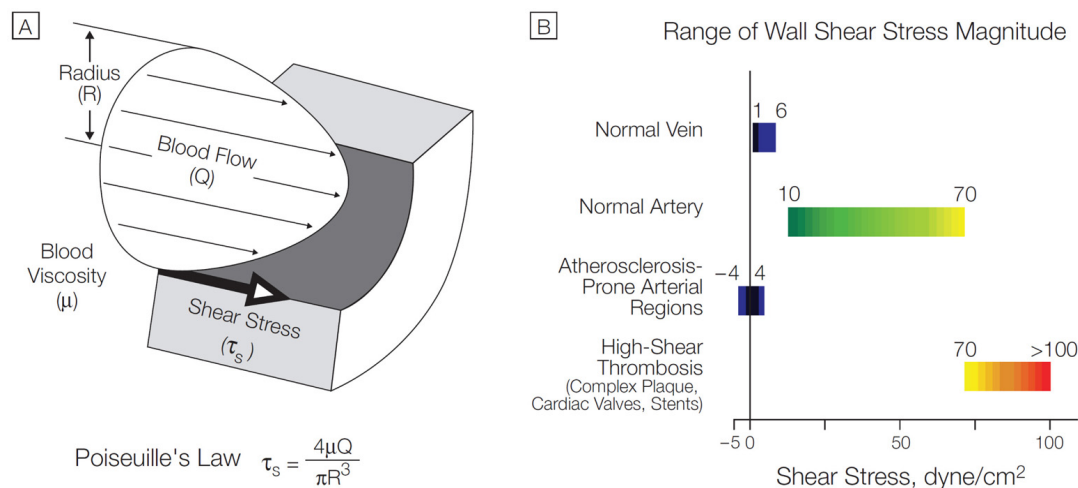 A
Radius
(R)
Blood Flow
(Q)
Blood
Viscosity
(μ)
Shear Stress
(τs)
Poiseuille's Law τs = 4μQ / πR³
B
Range of Wall Shear Stress Magnitude
Normal Vein
1 6
Normal Artery
10 70
Atherosclerosis-
Prone Arterial
Regions
−4 4
High-Shear
Thrombosis
(Complex Plaque,
Cardiac Valves, Stents)
70 >100
−5 0 50 100
Shear Stress, dyne/cm²